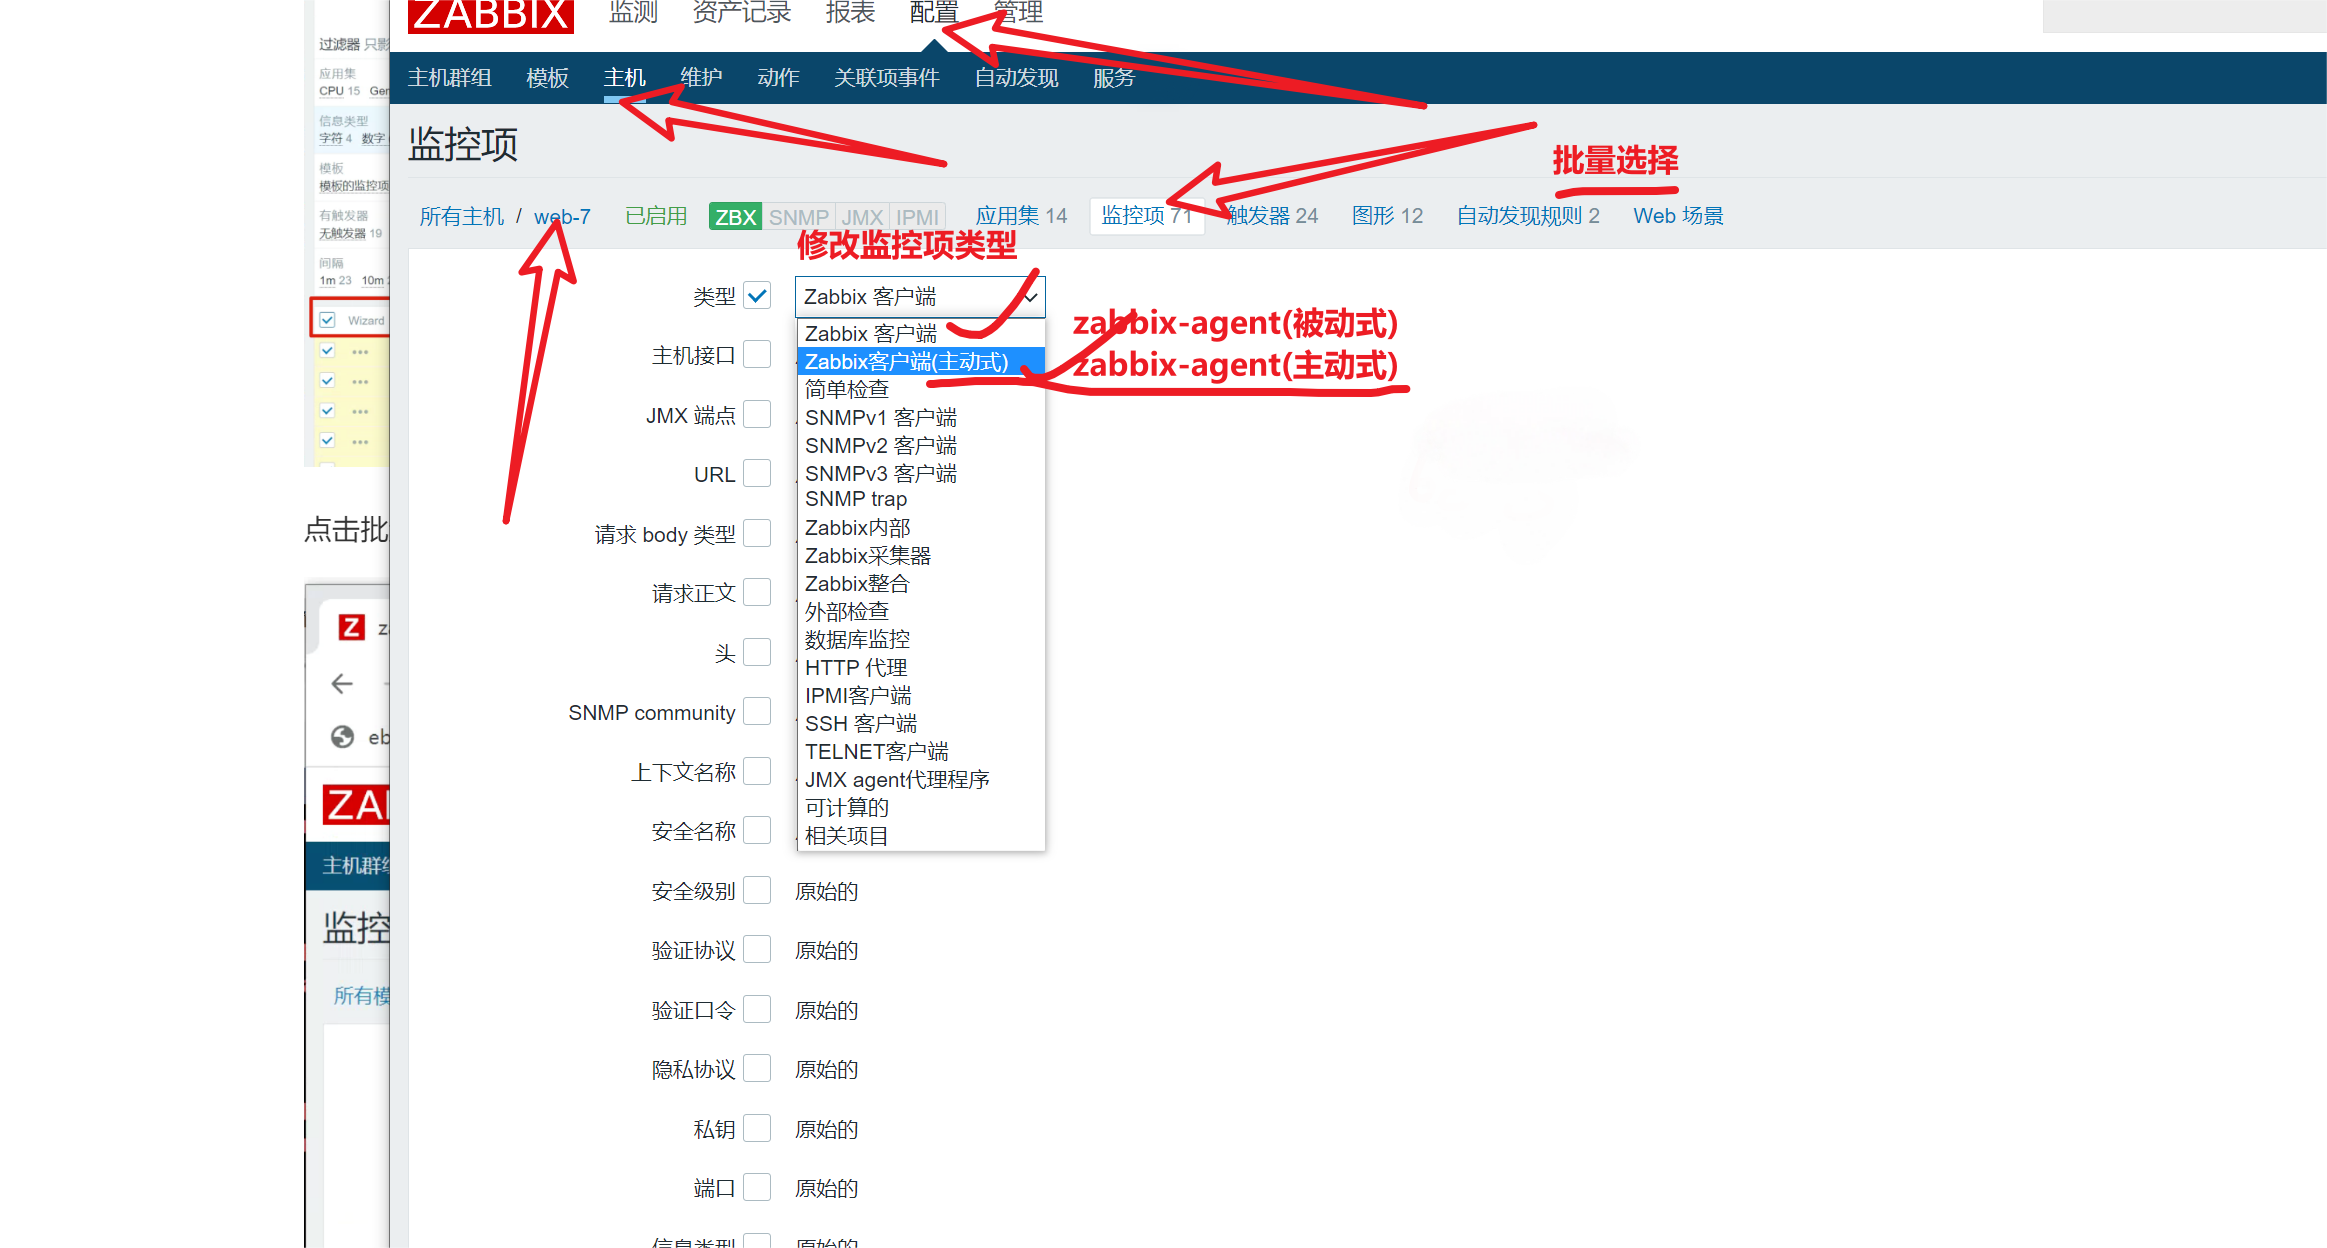 ZABBIX 监测 资产记录 报表 配置 管理
主机群组 模板 主机 维护 动作 关联项事件 自动发现 服务
监控项
批量选择
所有主机 / web-7 已启用 ZBX SNMP JMX IPMI 应用集 14 监控项 71 触发器 24 图形 12 自动发现规则 2 Web 场景
修改监控项类型
类型 Zabbix 客户端
Zabbix 客户端
zabbix-agent(被动式)
Zabbix客户端(主动式)
zabbix-agent(主动式)
主机接口
简单检查
JMX 端点
SNMPv1 客户端
SNMPv2 客户端
URL
SNMPv3 客户端
SNMP trap
请求 body 类型
Zabbix内部
Zabbix采集器
Zabbix整合
请求正文
外部检查
数据库监控
头
HTTP 代理
IPMI客户端
SNMP community
SSH 客户端
TELNET客户端
上下文名称
JMX agent代理程序
可计算的
安全名称
相关项目
安全级别 原始的
验证协议 原始的
验证口令 原始的
隐私协议 原始的
私钥 原始的
端口 原始的
信息类型 原始的
过滤器 只影
应用集
CPU 15 Gen
信息类型
字符 4 数字
模板
模板的监控项
有触发器
无触发器 19
间隔
1m 23 10m
Wizard
点击批
Z z
eb
ZAB
主机群组
监控
所有模